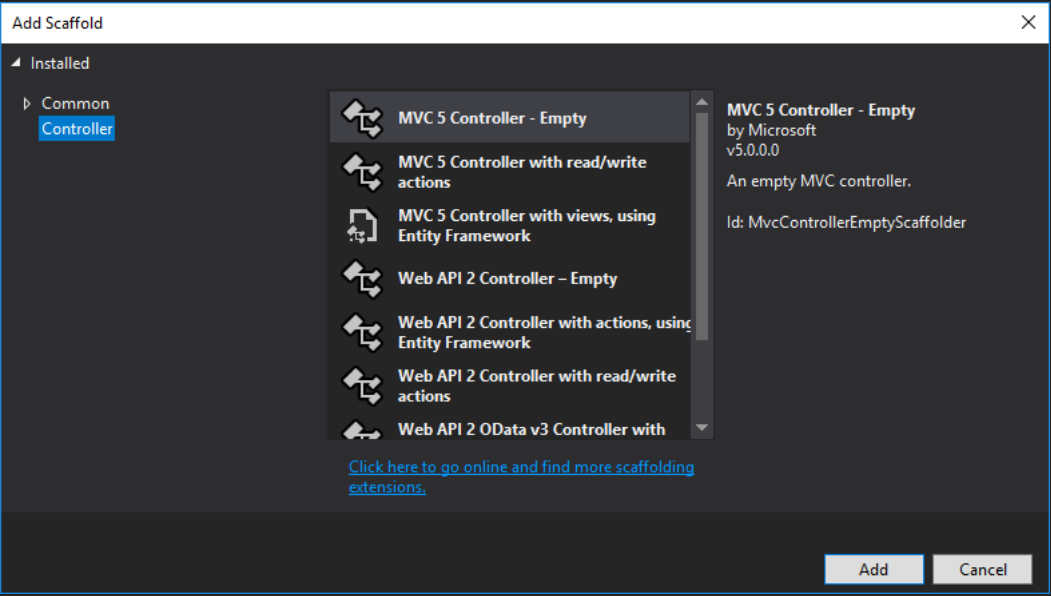 Add Scaffold
Installed
Common
Controller
MVC 5 Controller - Empty
MVC 5 Controller with read/write
actions
MVC 5 Controller with views, using
Entity Framework
Web API 2 Controller – Empty
Web API 2 Controller with actions, using
Entity Framework
Web API 2 Controller with read/write
actions
Web API 2 OData v3 Controller with
Click here to go online and find more scaffolding
extensions.
MVC 5 Controller - Empty
by Microsoft
v5.0.0.0
An empty MVC controller.
Id: MvcControllerEmptyScaffolder
Add
Cancel